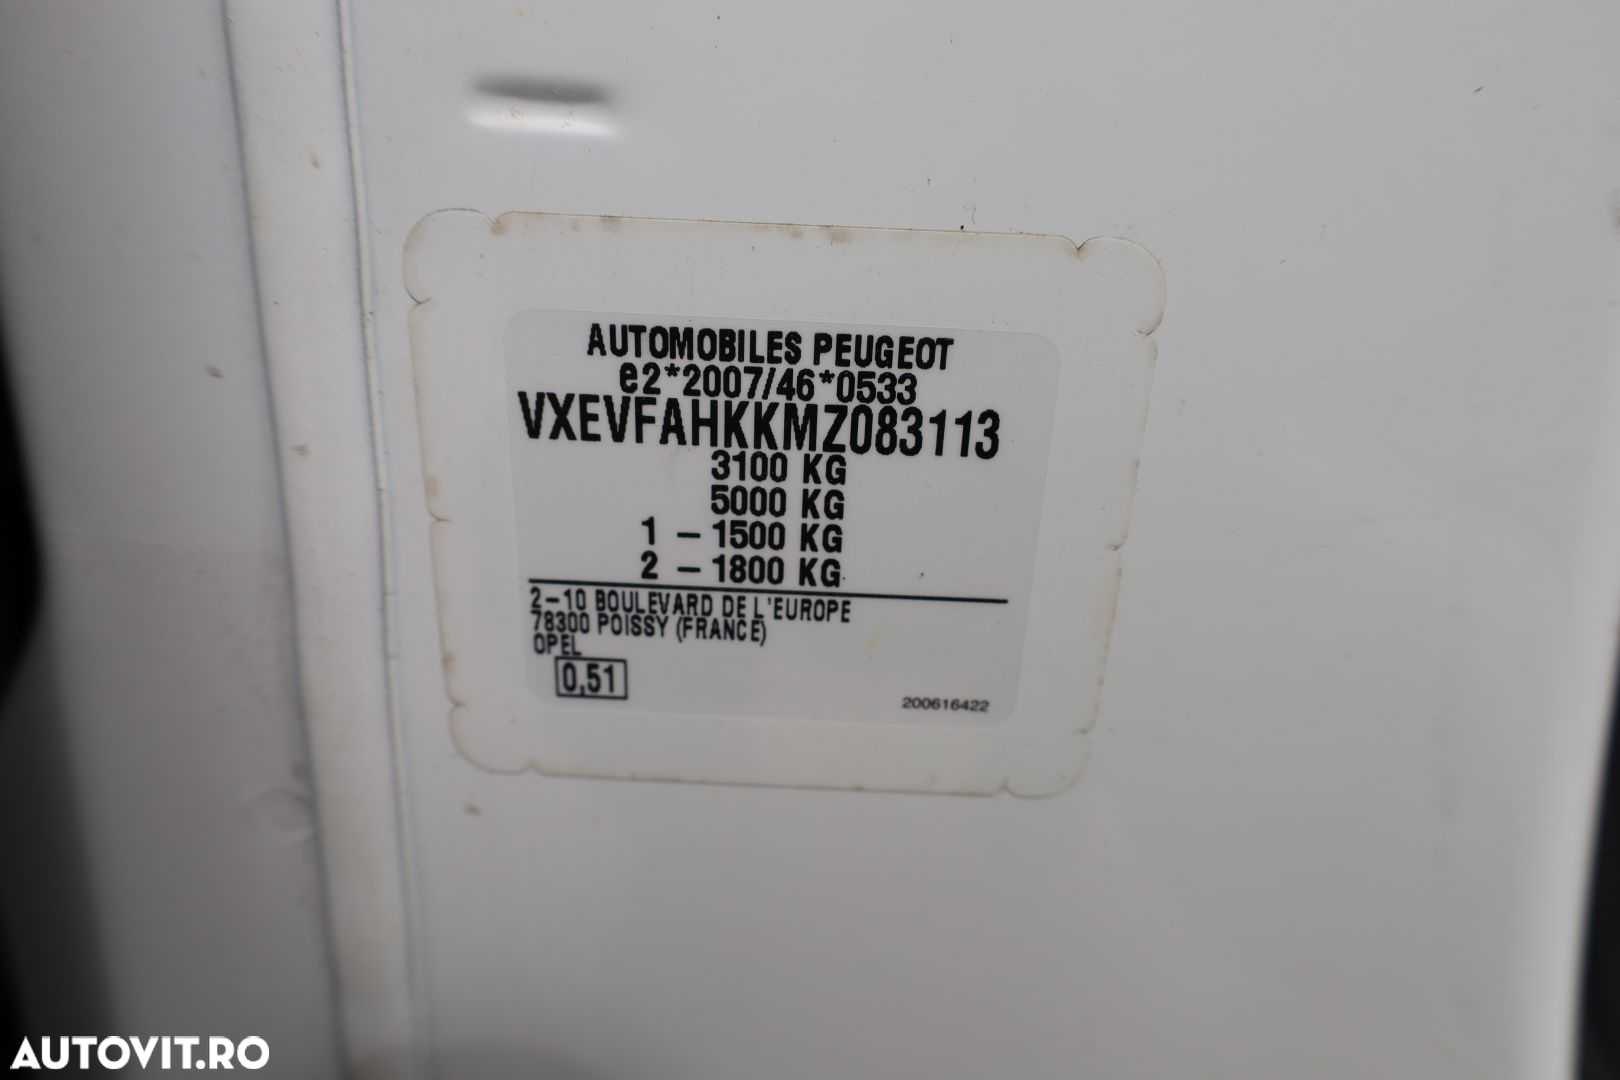 AUTOMOBILES PEUGEOT
e2*2007/46*0533
VXEVFAHKKMZ083113
3100 KG
5000 KG
1 – 1500 KG
2 – 1800 KG
2–10 BOULEVARD DE L'EUROPE
78300 POISSY (FRANCE)
OPEL
0,51
200616422
AUTOVIT.RO